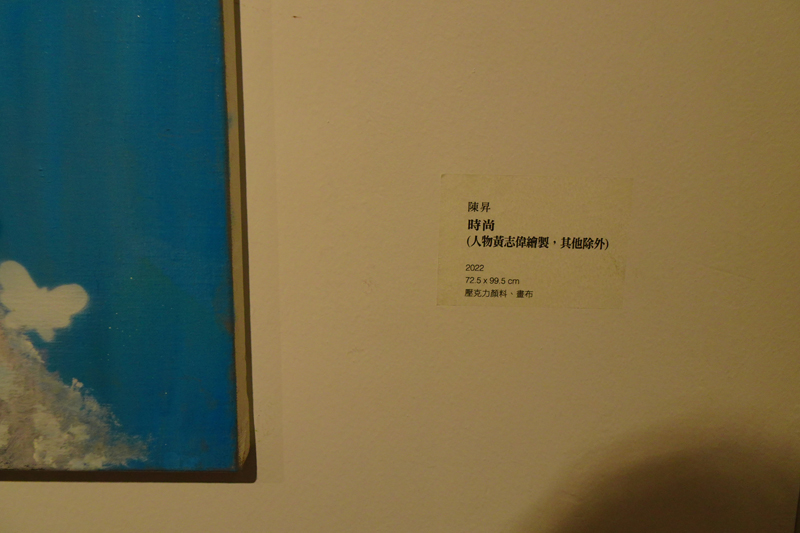 陳昇
時尚
(人物黃志偉繪製，其他除外)
2022
72.5 x 99.5 cm
壓克力顏料、畫布